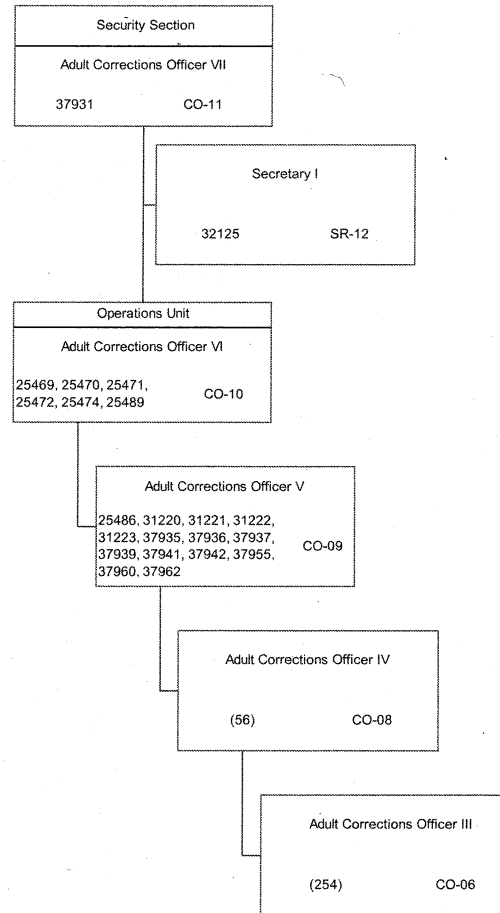 Security Section
Adult Corrections Officer VII
37931 CO-11
Secretary I
32125 SR-12
Operations Unit
Adult Corrections Officer VI
25469, 25470, 25471,
25472, 25474, 25489
CO-10
Adult Corrections Officer V
25486, 31220, 31221, 31222,
31223, 37935, 37936, 37937,
37939, 37941, 37942, 37955,
37960, 37962
CO-09
Adult Corrections Officer IV
(56) CO-08
Adult Corrections Officer III
(254) CO-06